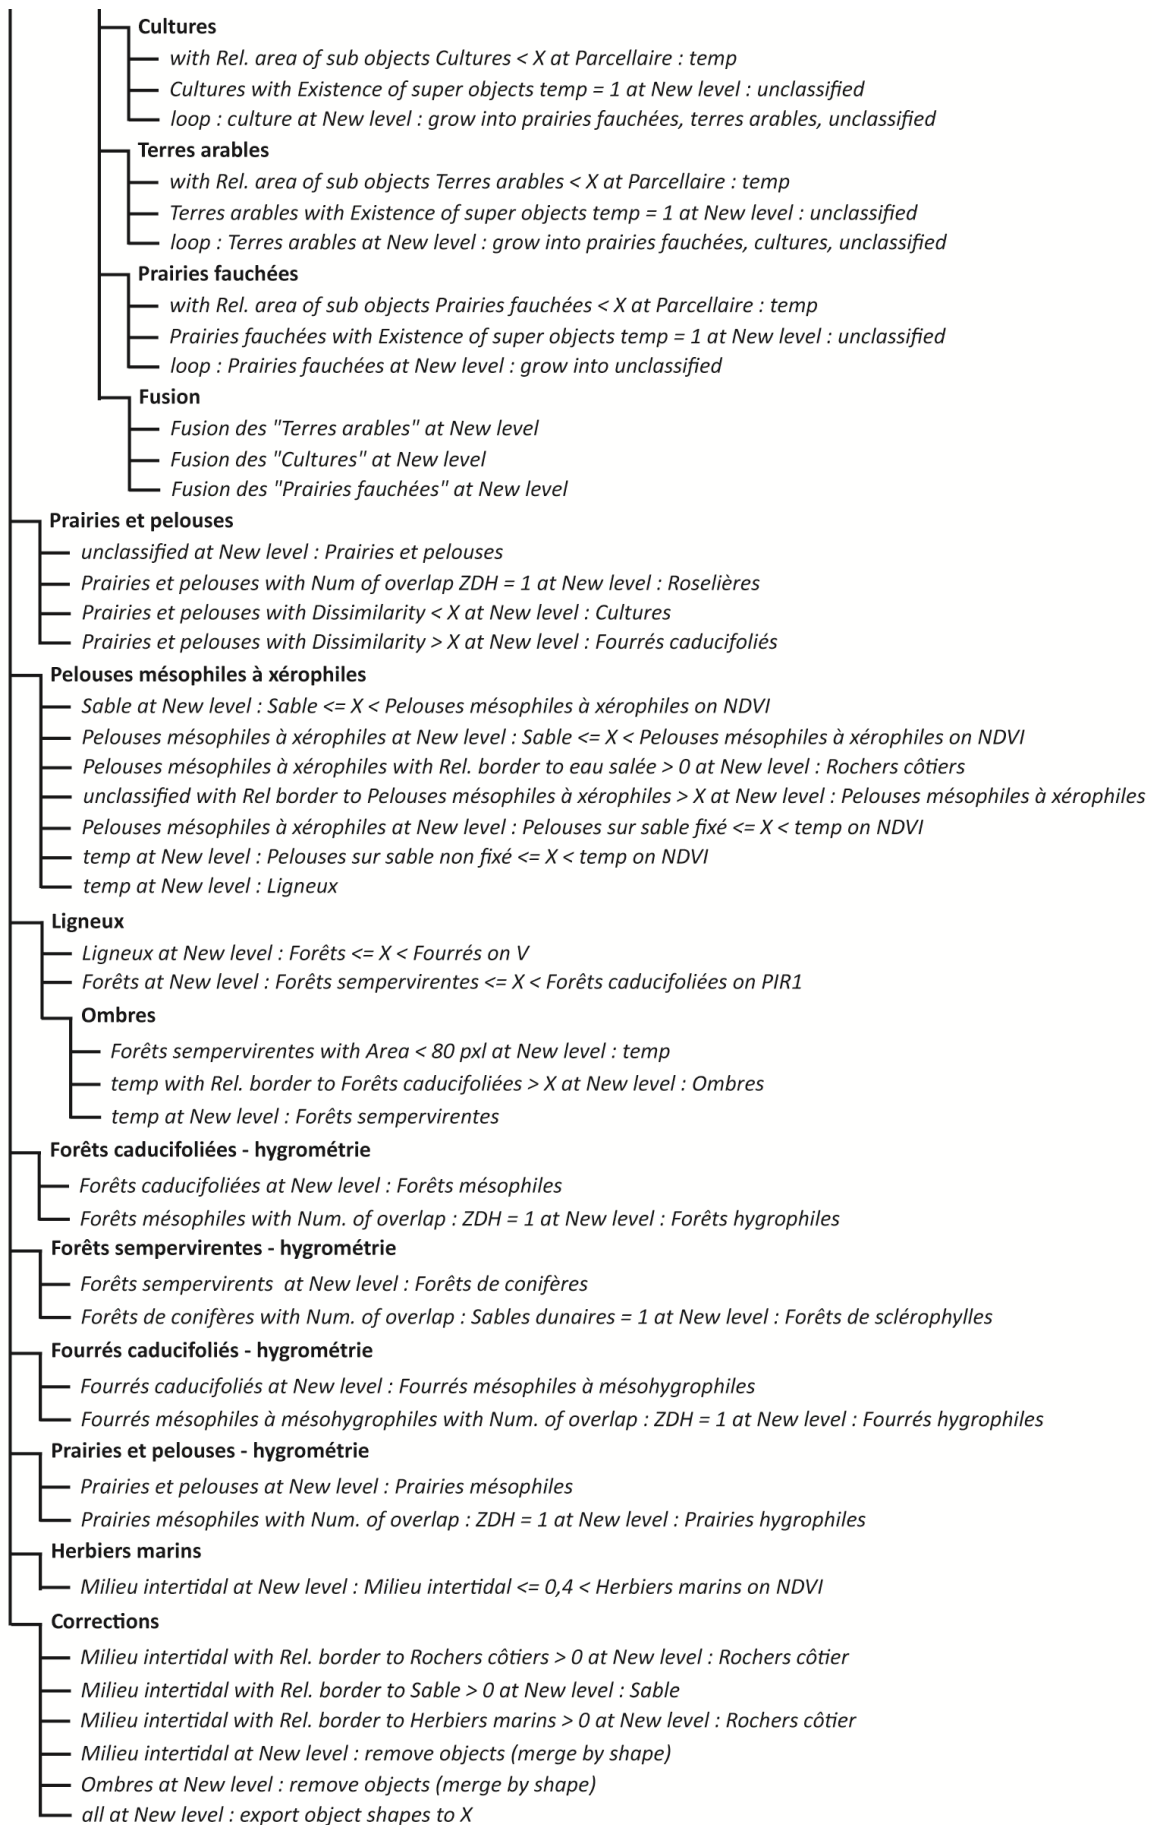 Cultures
with Rel. area of sub objects Cultures < X at Parcellaire : temp
Cultures with Existence of super objects temp = 1 at New level : unclassified
loop : culture at New level : grow into prairies fauchées, terres arables, unclassified
Terres arables
with Rel. area of sub objects Terres arables < X at Parcellaire : temp
Terres arables with Existence of super objects temp = 1 at New level : unclassified
loop : Terres arables at New level : grow into prairies fauchées, cultures, unclassified
Prairies fauchées
with Rel. area of sub objects Prairies fauchées < X at Parcellaire : temp
Prairies fauchées with Existence of super objects temp = 1 at New level : unclassified
loop : Prairies fauchées at New level : grow into unclassified
Fusion
Fusion des "Terres arables" at New level
Fusion des "Cultures" at New level
Fusion des "Prairies fauchées" at New level
Prairies et pelouses
unclassified at New level : Prairies et pelouses
Prairies et pelouses with Num of overlap ZDH = 1 at New level : Roselières
Prairies et pelouses with Dissimilarity < X at New level : Cultures
Prairies et pelouses with Dissimilarity > X at New level : Fourrés caducifoliés
Pelouses mésophiles à xérophiles
Sable at New level : Sable <= X < Pelouses mésophiles à xérophiles on NDVI
Pelouses mésophiles à xérophiles at New level : Sable <= X < Pelouses mésophiles à xérophiles on NDVI
Pelouses mésophiles à xérophiles with Rel. border to eau salée > 0 at New level : Rochers côtiers
unclassified with Rel border to Pelouses mésophiles à xérophiles > X at New level : Pelouses mésophiles à xérophiles
Pelouses mésophiles à xérophiles at New level : Pelouses sur sable fixé <= X < temp on NDVI
temp at New level : Pelouses sur sable non fixé <= X < temp on NDVI
temp at New level : Ligneux
Ligneux
Ligneux at New level : Forêts <= X < Fourrés on V
Forêts at New level : Forêts sempervirentes <= X < Forêts caducifoliées on PIR1
Ombres
Forêts sempervirentes with Area < 80 pxl at New level : temp
temp with Rel. border to Forêts caducifoliées > X at New level : Ombres
temp at New level : Forêts sempervirentes
Forêts caducifoliées - hygrométrie
Forêts caducifoliées at New level : Forêts mésophiles
Forêts mésophiles with Num. of overlap : ZDH = 1 at New level : Forêts hygrophiles
Forêts sempervirentes - hygrométrie
Forêts sempervirents  at New level : Forêts de conifères
Forêts de conifères with Num. of overlap : Sables dunaires = 1 at New level : Forêts de sclérophylles
Fourrés caducifoliés - hygrométrie
Fourrés caducifoliés at New level : Fourrés mésophiles à mésohygrophiles
Fourrés mésophiles à mésohygrophiles with Num. of overlap : ZDH = 1 at New level : Fourrés hygrophiles
Prairies et pelouses - hygrométrie
Prairies et pelouses at New level : Prairies mésophiles
Prairies mésophiles with Num. of overlap : ZDH = 1 at New level : Prairies hygrophiles
Herbiers marins
Milieu intertidal at New level : Milieu intertidal <= 0,4 < Herbiers marins on NDVI
Corrections
Milieu intertidal with Rel. border to Rochers côtiers > 0 at New level : Rochers côtier
Milieu intertidal with Rel. border to Sable > 0 at New level : Sable
Milieu intertidal with Rel. border to Herbiers marins > 0 at New level : Rochers côtier
Milieu intertidal at New level : remove objects (merge by shape)
Ombres at New level : remove objects (merge by shape)
all at New level : export object shapes to X